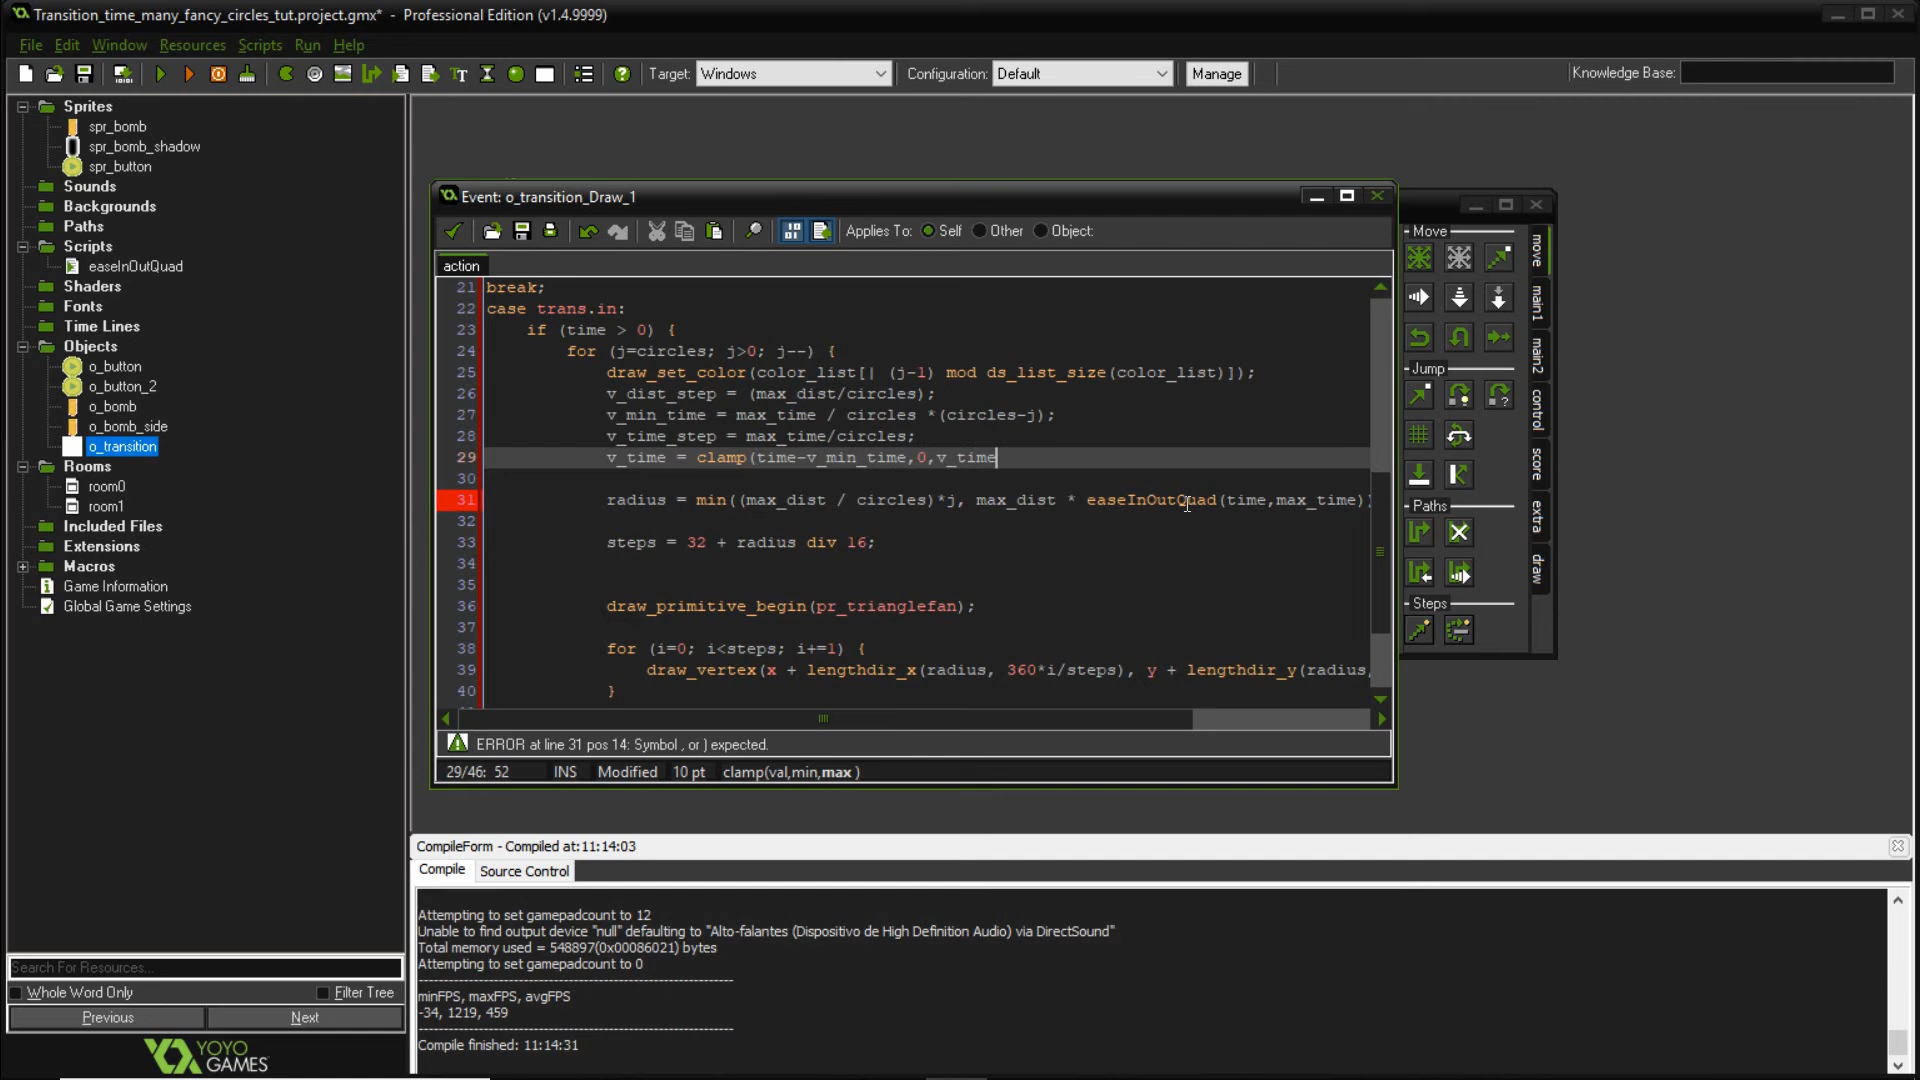 Transition_time_many_fancy_circles_tut.project.gmx* - Professional Edition (v1.4.9999)
File Edit Window Resources Scripts Run Help
Target: Windows Configuration: Default Manage Knowledge Base:
Sprites
spr_bomb
spr_bomb_shadow
spr_button
Sounds
Backgrounds
Paths
Scripts
easeInOutQuad
Shaders
Fonts
Time Lines
Objects
o_button
o_button_2
o_bomb
o_bomb_side
o_transition
Rooms
room0
room1
Included Files
Extensions
Macros
Game Information
Global Game Settings
Search For Resources...
Whole Word Only Filter Tree
Previous Next
YOYO
GAMES
Event: o_transition_Draw_1
Applies To: Self Other Object:
action
21 break;
22 case trans.in:
23 if (time > 0) {
24 for (j=circles; j>0; j--) {
25 draw_set_color(color_list[| (j-1) mod ds_list_size(color_list)]);
26 v_dist_step = (max_dist/circles);
27 v_min_time = max_time / circles *(circles-j);
28 v_time_step = max_time/circles;
29 v_time = clamp(time-v_min_time,0,v_time
30
31 radius = min((max_dist / circles)*j, max_dist * easeInOutQuad(time,max_time))
32
33 steps = 32 + radius div 16;
34
35
36 draw_primitive_begin(pr_trianglefan);
37
38 for (i=0; i<steps; i+=1) {
39 draw_vertex(x + lengthdir_x(radius, 360*i/steps), y + lengthdir_y(radius,
40 }
ERROR at line 31 pos 14: Symbol , or ) expected.
29/46: 52 INS Modified 10 pt clamp(val,min,max )
Move
Jump
Paths
Steps
move
main1
main2
control
score
extra
draw
CompileForm - Compiled at:11:14:03
Compile Source Control
Attempting to set gamepadcount to 12
Unable to find output device "null" defaulting to "Alto-falantes (Dispositivo de High Definition Audio) via DirectSound"
Total memory used = 548897(0x00086021) bytes
Attempting to set gamepadcount to 0
----------------------------------------
minFPS, maxFPS, avgFPS
-34, 1219, 459
----------------------------------------
Compile finished: 11:14:31